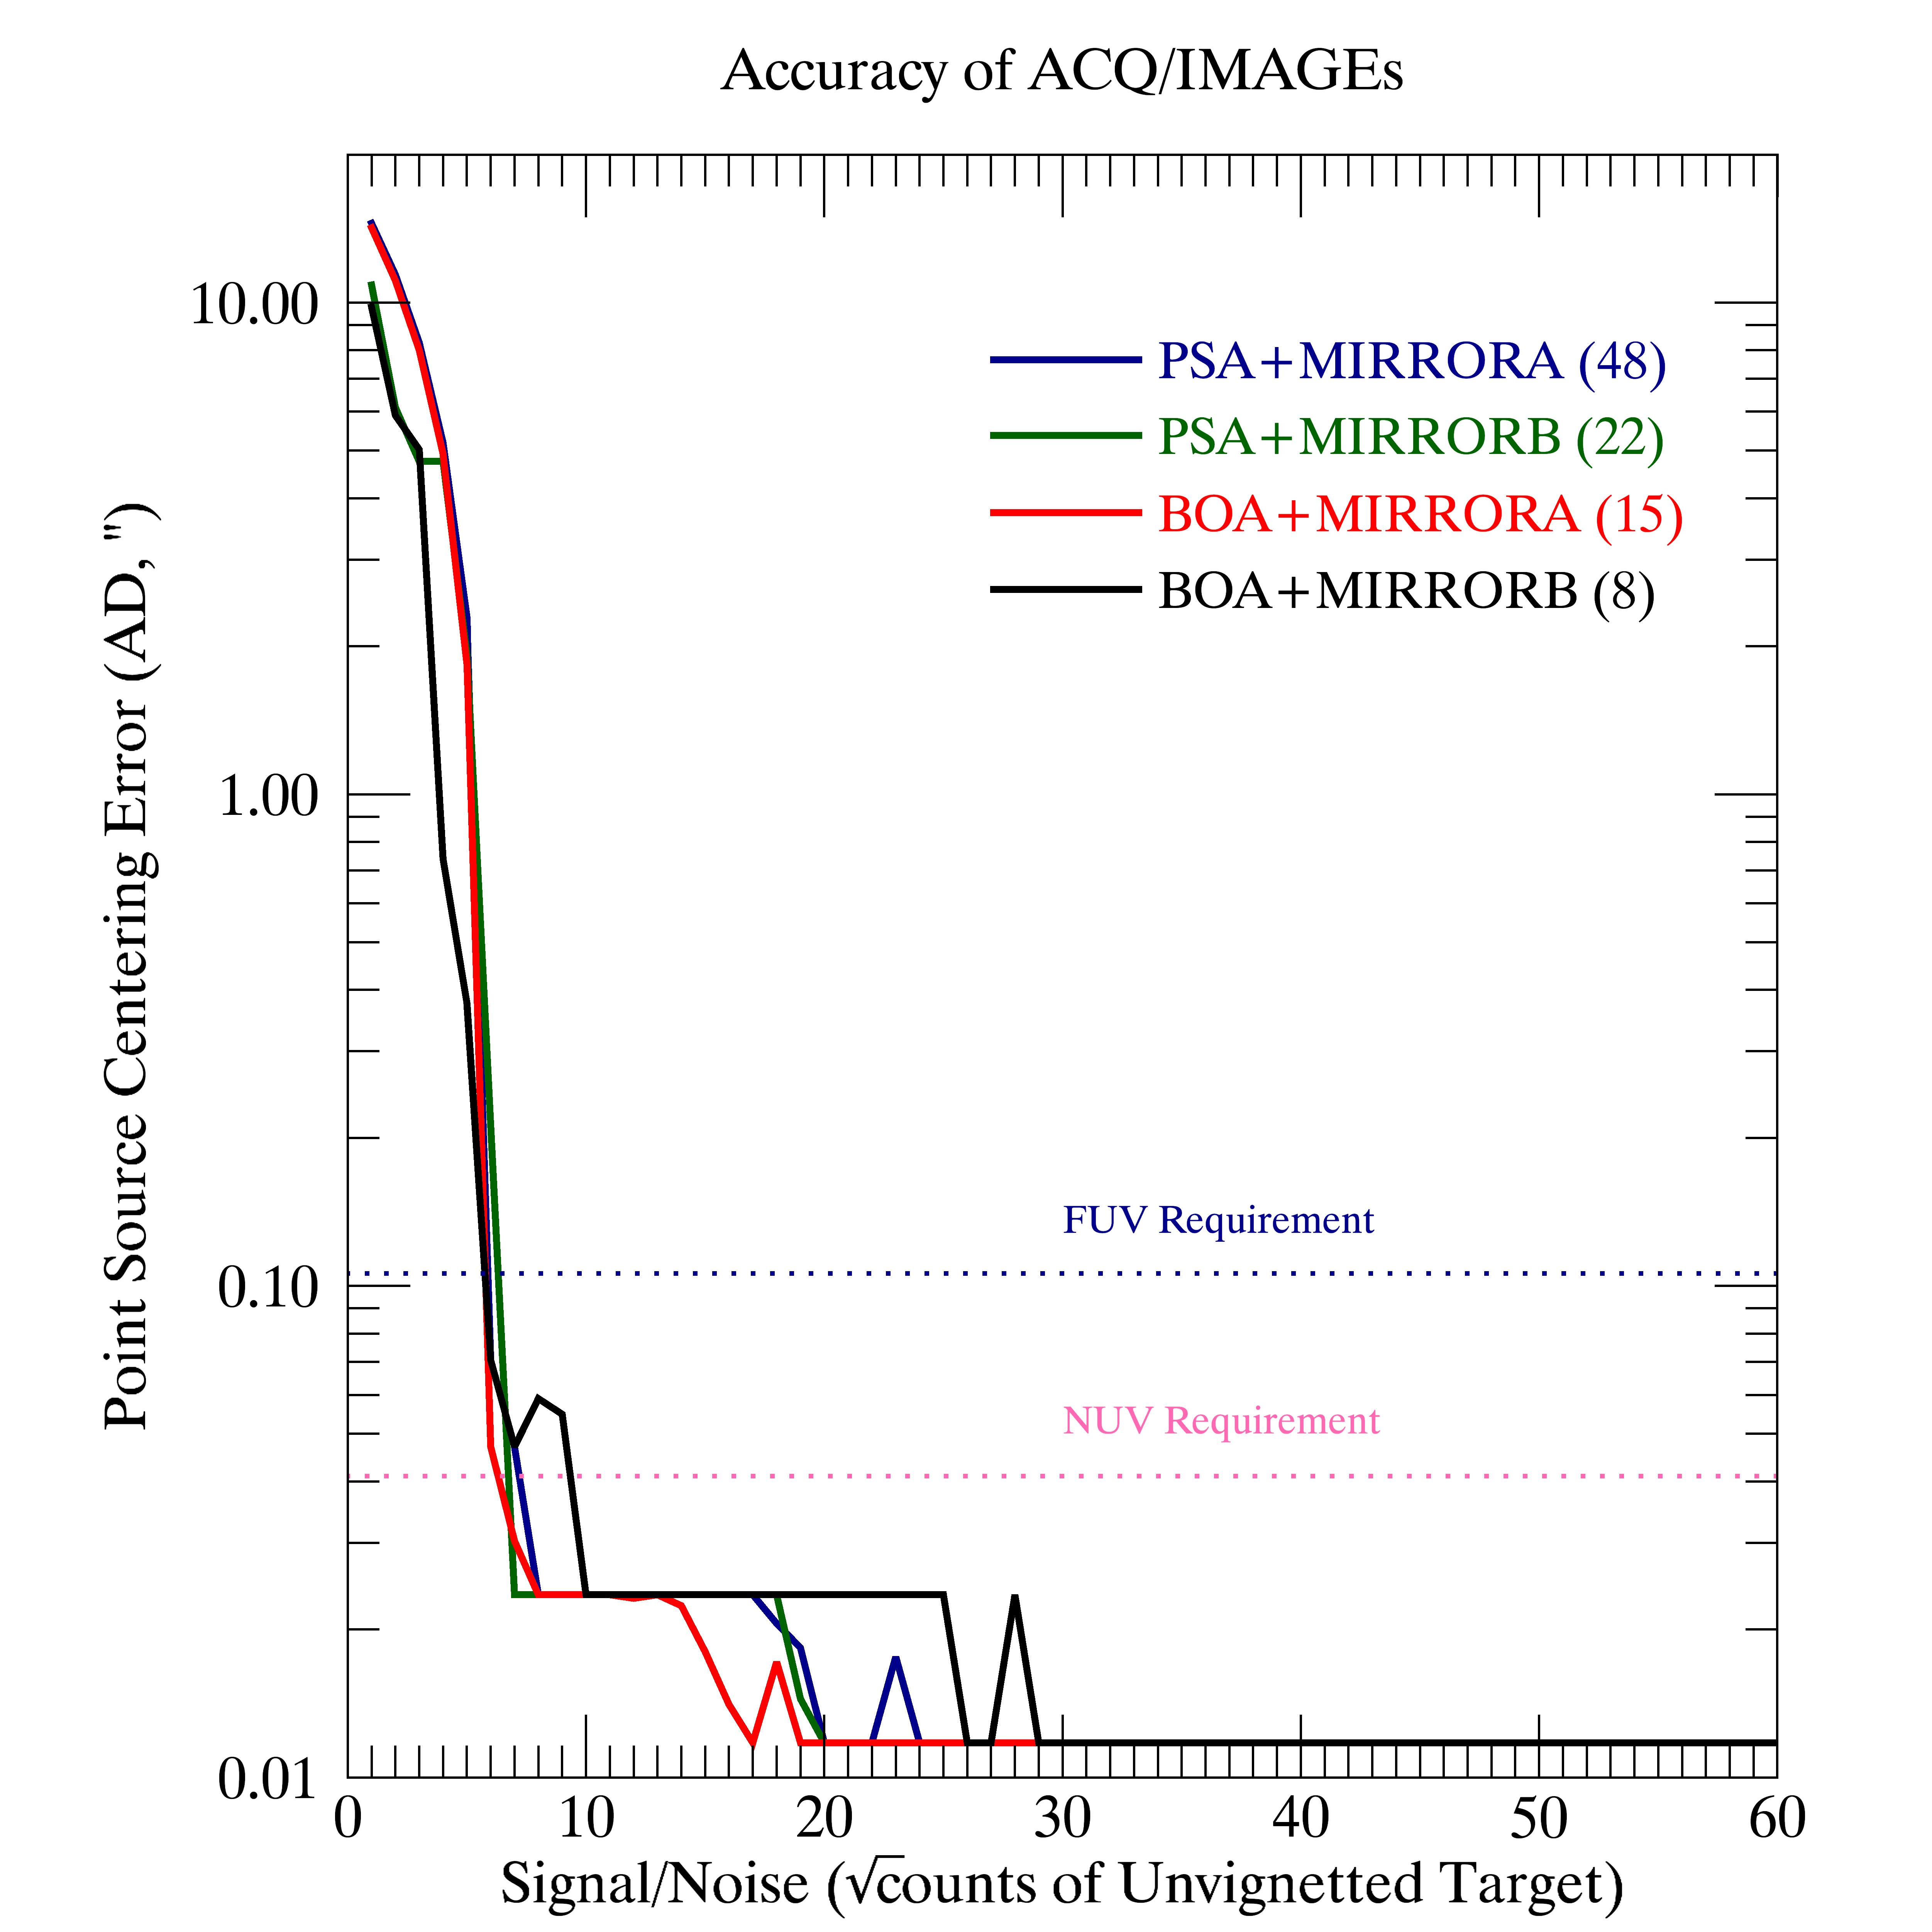 Accuracy of ACQ/IMAGEs
Point Source Centering Error (AD,")
10.00
1.00
0.10
0.01
PSA+MIRRORA (48)
PSA+MIRRORB (22)
BOA+MIRRORA (15)
BOA+MIRRORB (8)
FUV Requirement
NUV Requirement
0 10 20 30 40 50 60
Signal/Noise (√counts of Unvignetted Target)